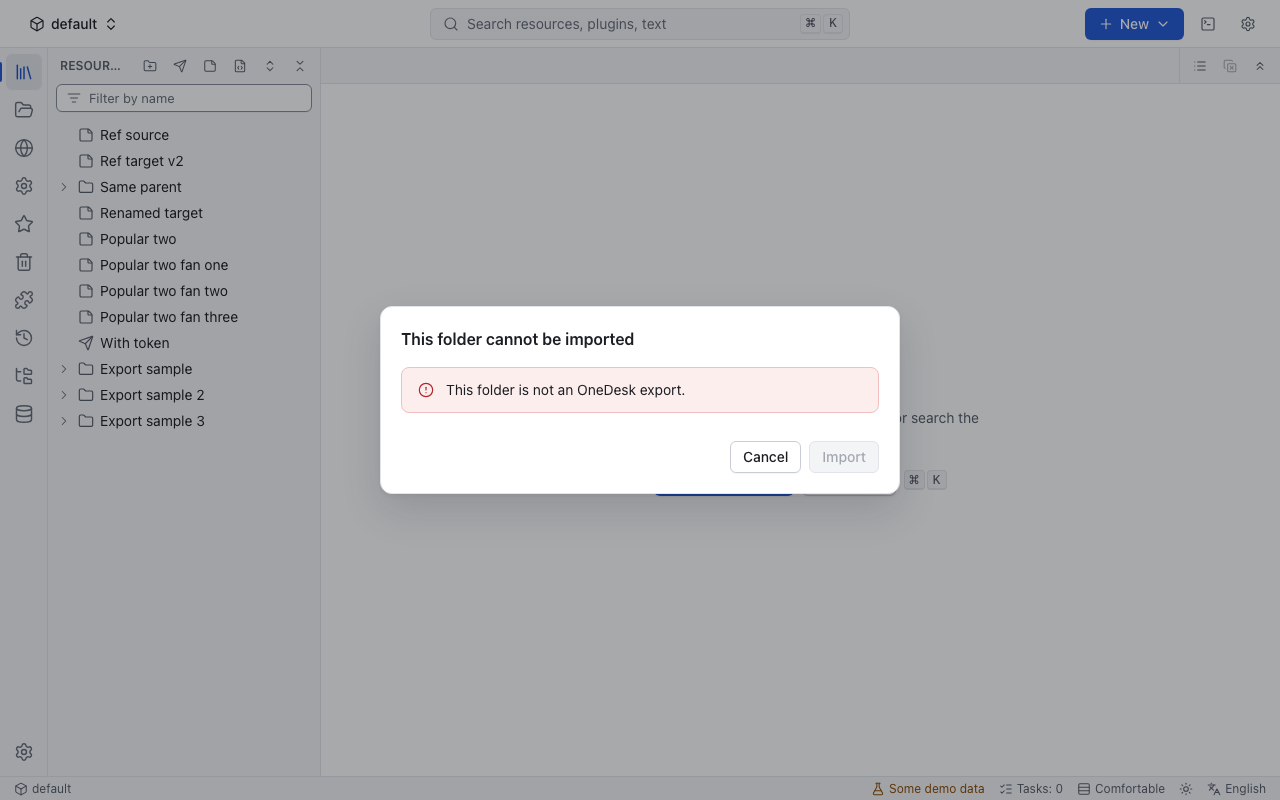 default
Search resources, plugins, text
⌘ K
New
RESOUR...
Filter by name
Ref source
Ref target v2
Same parent
Renamed target
Popular two
Popular two fan one
Popular two fan two
Popular two fan three
With token
Export sample
Export sample 2
Export sample 3
This folder cannot be imported
This folder is not an OneDesk export.
or search the
Cancel
Import
⌘ K
default
Some demo data
Tasks: 0
Comfortable
English